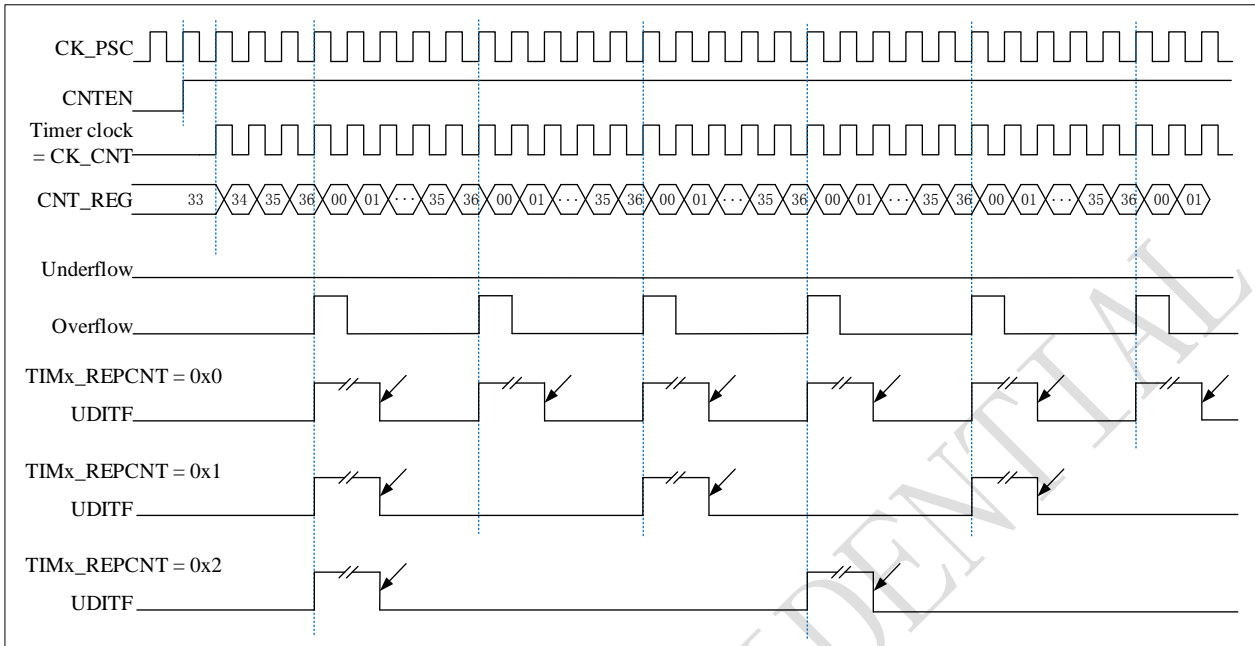 CK_PSC
CNTEN
Timer clock
= CK_CNT
CNT_REG 33 34 35 36 00 01 ··· 35 36 00 01 ··· 35 36 00 01 ··· 35 36 00 01 ··· 35 36 00 01 ··· 35 36 00 01
Underflow
Overflow
TIMx_REPCNT = 0x0
UDITF
TIMx_REPCNT = 0x1
UDITF
TIMx_REPCNT = 0x2
UDITF
IDENTIAL